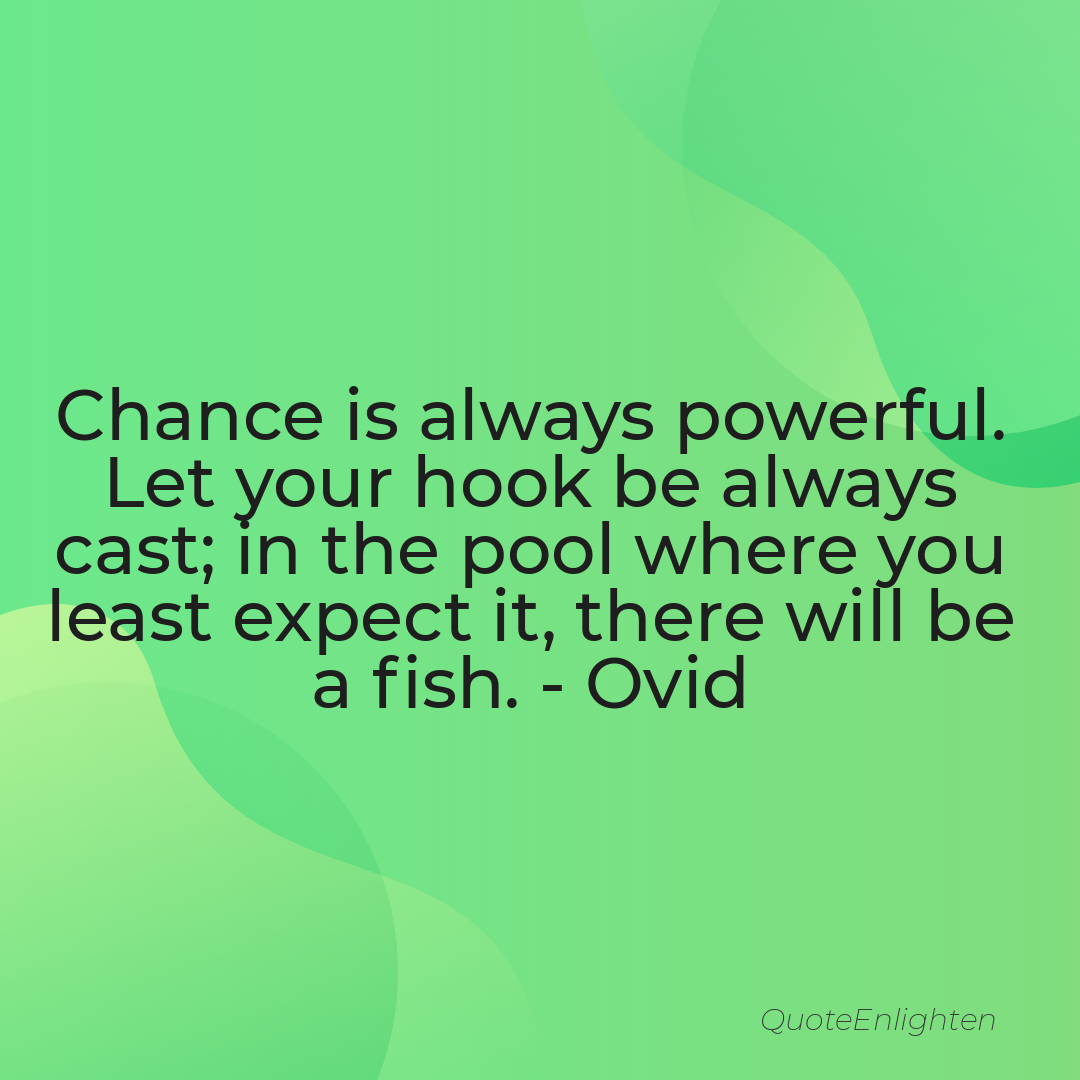 Chance is always powerful.
Let your hook be always
cast; in the pool where you
least expect it, there will be
a fish. - Ovid
QuoteEnlighten